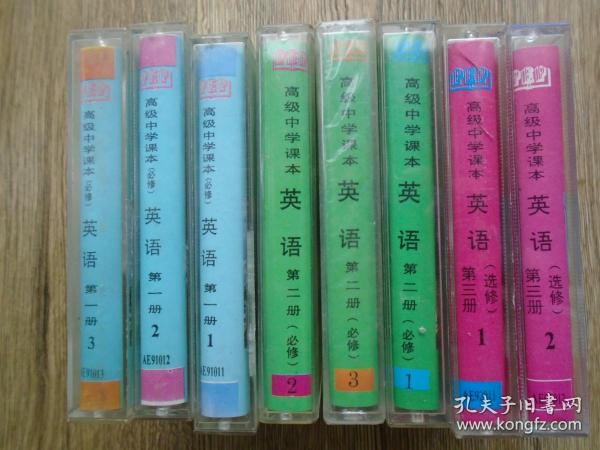 高级中学课本(必修)
英语
第一册
3
AE91013
PEP
高级中学课本(必修)
英语
第一册
2
AE91012
PEP
高级中学课本(必修)
英语
第一册
1
AE91011
高级中学课本
英语
第二册(必修)
2
高级中学课本
英语
第二册(必修)
3
高级中学课本
英语
第二册(必修)
1
高级中学课本
英语
(选修)
第三册
1
高级中学课本
英语
(选修)
第三册
2
孔夫子旧书网
www.kongfz.com